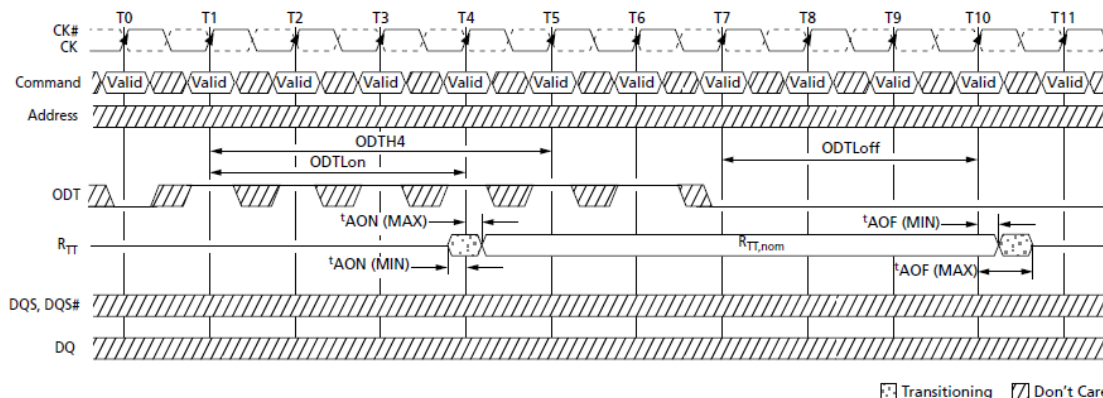 T0 T1 T2 T3 T4 T5 T6 T7 T8 T9 T10 T11
CK#
CK
Command Valid Valid Valid Valid Valid Valid Valid Valid Valid Valid Valid Valid
Address
ODTH4
ODTLon ODTLoff
ODT
tAON (MAX) tAOF (MIN)
RTT RTT,nom
tAON (MIN) tAOF (MAX)
DQS, DQS#
DQ
Transitioning Don't Care